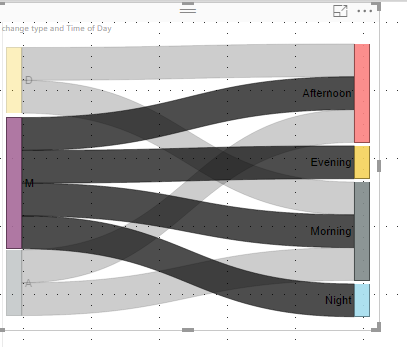 change type and Time of Day
D
Afternoon
Evening
M
Morning
A
Night